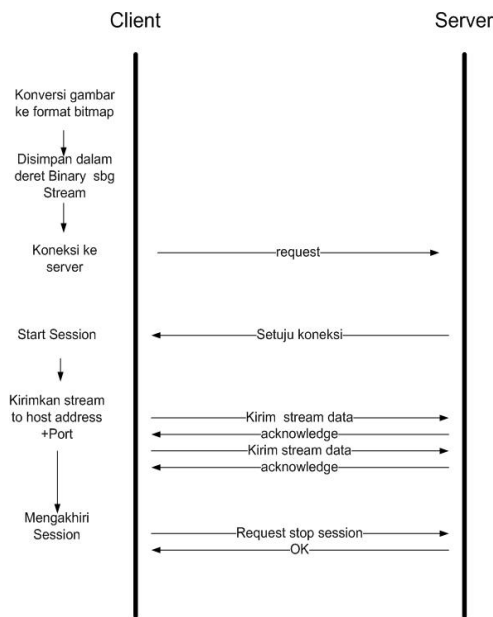 Client
Server
Konversi gambar
ke format bitmap
Disimpan dalam
deret Binary sbg
Stream
Koneksi ke
server
request
Start Session
Setuju koneksi
Kirimkan stream
to host address
+Port
Kirim stream data
acknowledge
Kirim stream data
acknowledge
Mengakhiri
Session
Request stop session
OK